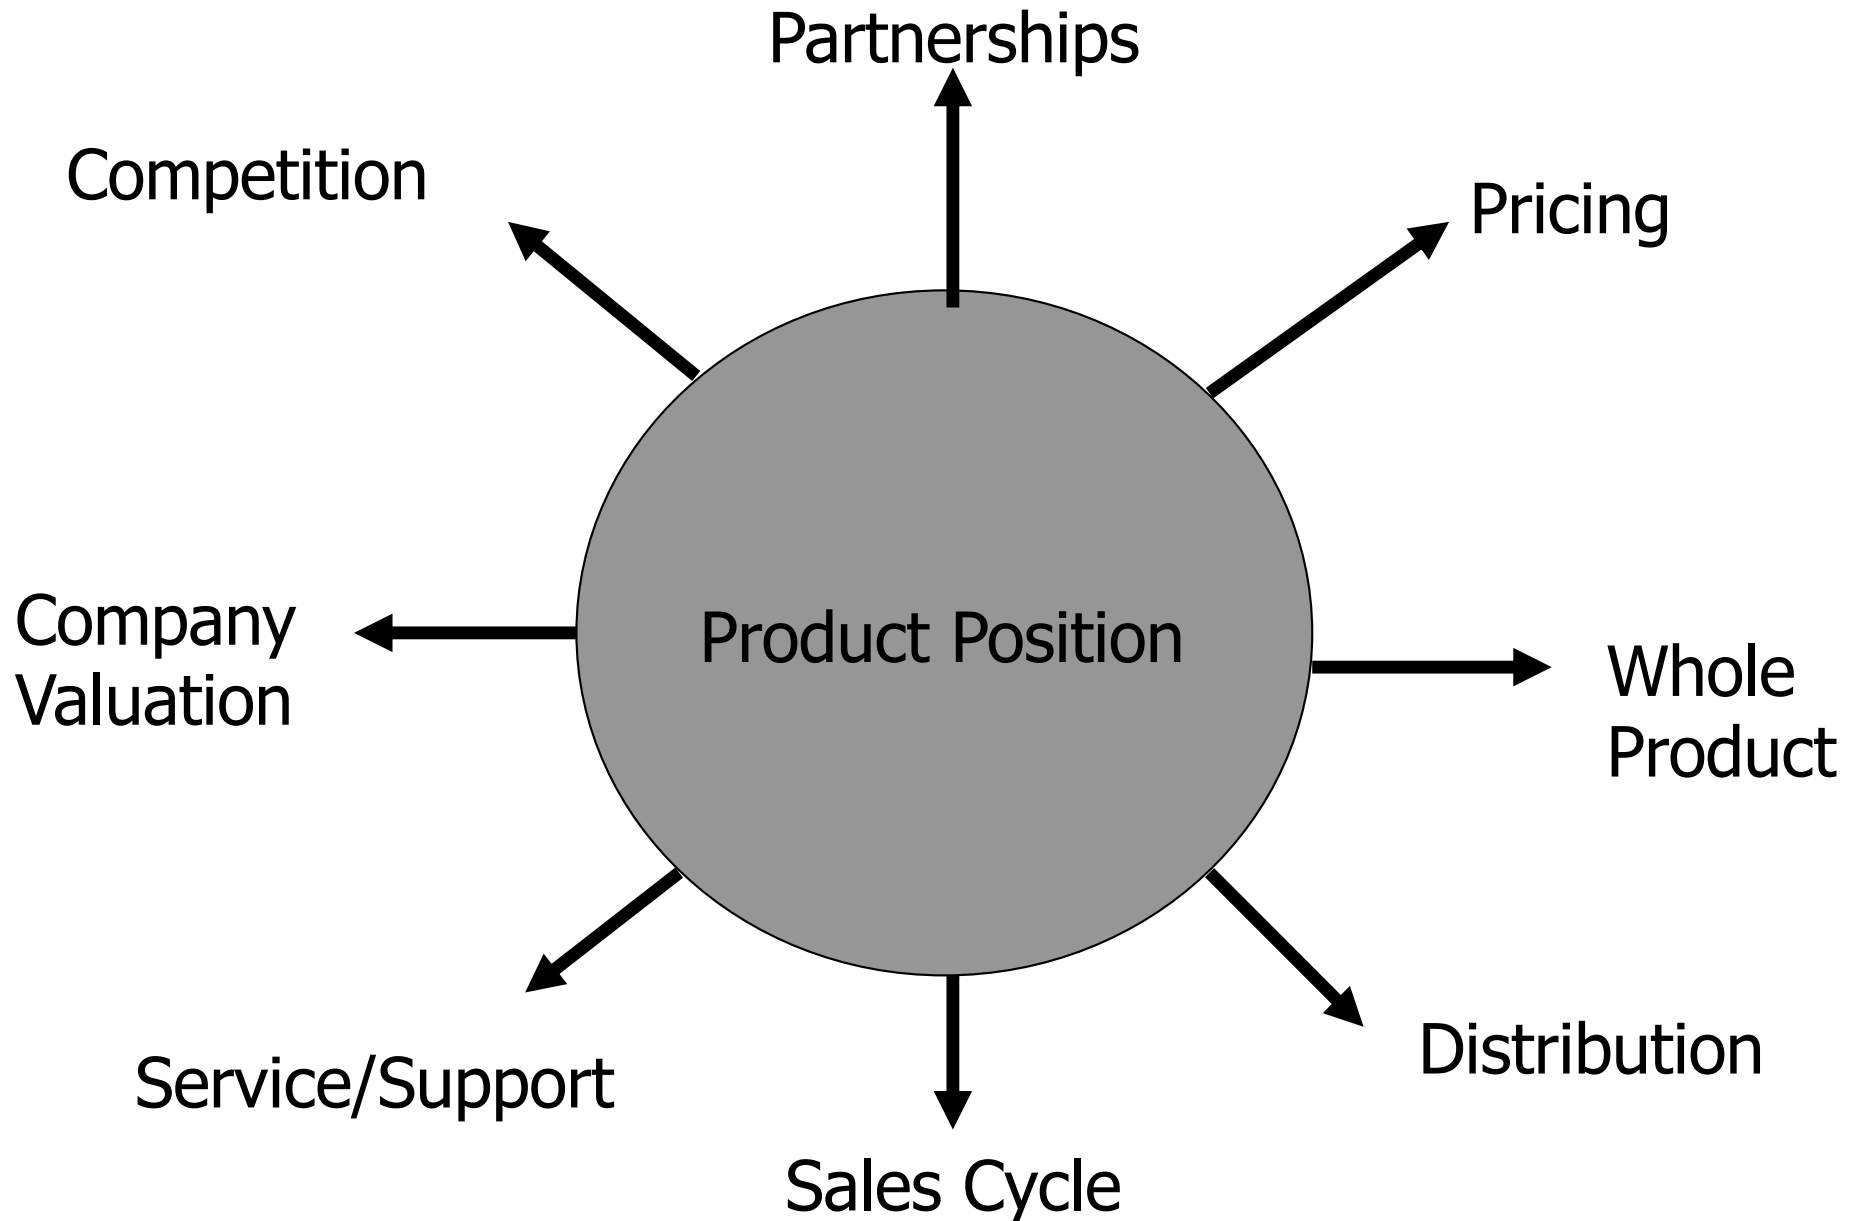 Partnerships
Competition
Pricing
Company
Valuation
Product Position
Whole
Product
Service/Support
Distribution
Sales Cycle